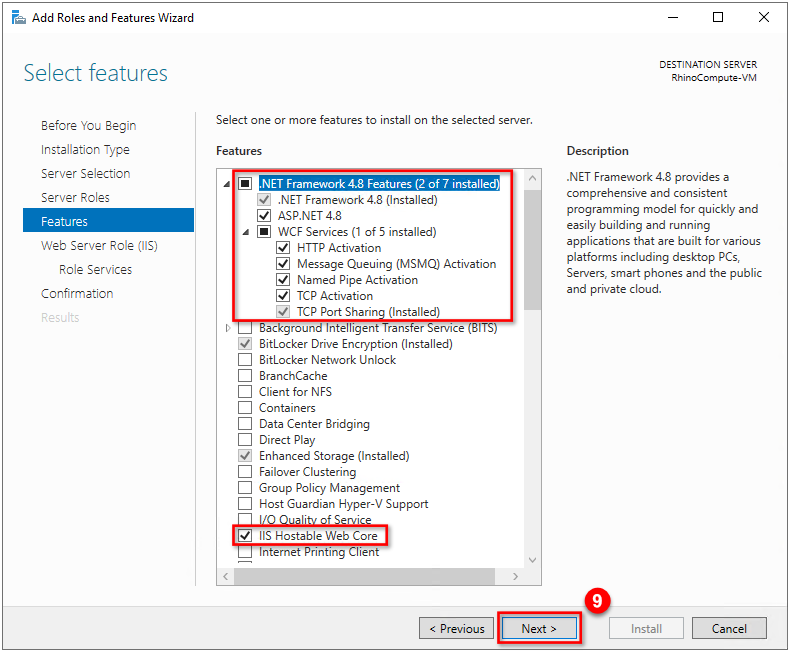 Add Roles and Features Wizard
Select features
DESTINATION SERVER
RhinoCompute-VM
Before You Begin
Installation Type
Server Selection
Server Roles
Features
Web Server Role (IIS)
Role Services
Confirmation
Results
Select one or more features to install on the selected server.
Features
.NET Framework 4.8 Features (2 of 7 installed)
.NET Framework 4.8 (Installed)
ASP.NET 4.8
WCF Services (1 of 5 installed)
HTTP Activation
Message Queuing (MSMQ) Activation
Named Pipe Activation
TCP Activation
TCP Port Sharing (Installed)
Background Intelligent Transfer Service (BITS)
BitLocker Drive Encryption (Installed)
BitLocker Network Unlock
BranchCache
Client for NFS
Containers
Data Center Bridging
Direct Play
Enhanced Storage (Installed)
Failover Clustering
Group Policy Management
Host Guardian Hyper-V Support
I/O Quality of Service
IIS Hostable Web Core
Internet Printing Client
Description
.NET Framework 4.8 provides a
comprehensive and consistent
programming model for quickly and
easily building and running
applications that are built for various
platforms including desktop PCs,
Servers, smart phones and the public
and private cloud.
9
< Previous
Next >
Install
Cancel